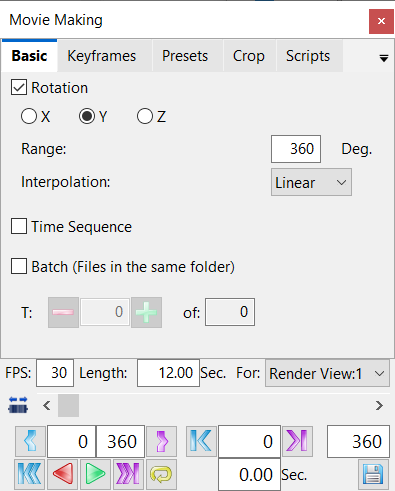 Movie Making
Basic Keyframes Presets Crop Scripts
Rotation
X Y Z
Range: 360 Deg.
Interpolation: Linear
Time Sequence
Batch (Files in the same folder)
T: 0 of: 0
FPS: 30 Length: 12.00 Sec. For: Render View:1
0 360 0 360
0.00 Sec.